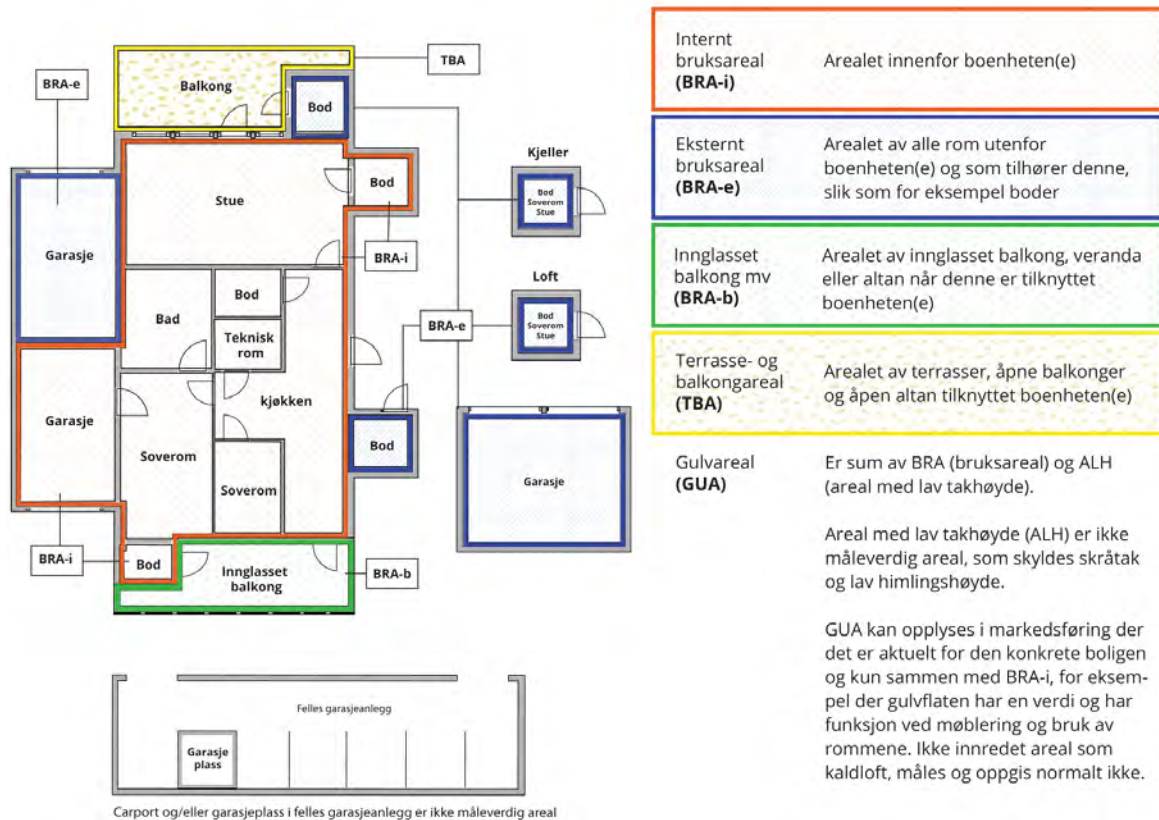 TBA
BRA-e
Balkong
Bod
Kjeller
Bod
Soverom
Stue
Stue
Bod
Garasje
BRA-i
Loft
Bod
Bad
Bod
Soverom
Stue
BRA-e
Teknisk
rom
kjøkken
Garasje
Bod
Soverom
Garasje
Soverom
BRA-i
Bod
Innglasset
balkong
BRA-b
Felles garasjeanlegg
Garasje
plass
Carport og/eller garasjeplass i felles garasjeanlegg er ikke måleverdig areal
Internt
bruksareal
(BRA-i)
Arealet innenfor boenheten(e)
Eksternt
bruksareal
(BRA-e)
Arealet av alle rom utenfor
boenheten(e) og som tilhører denne,
slik som for eksempel boder
Innglasset
balkong mv
(BRA-b)
Arealet av innglasset balkong, veranda
eller altan når denne er tilknyttet
boenheten(e)
Terrasse- og
balkongareal
(TBA)
Arealet av terrasser, åpne balkonger
og åpen altan tilknyttet boenheten(e)
Gulvareal
(GUA)
Er sum av BRA (bruksareal) og ALH
(areal med lav takhøyde).
Areal med lav takhøyde (ALH) er ikke
måleverdig areal, som skyldes skråtak
og lav himlingshøyde.
GUA kan opplyses i markedsføring der
det er aktuelt for den konkrete boligen
og kun sammen med BRA-i, for eksem-
pel der gulvflaten har en verdi og har
funksjon ved møblering og bruk av
rommene. Ikke innredet areal som
kaldloft, måles og oppgis normalt ikke.